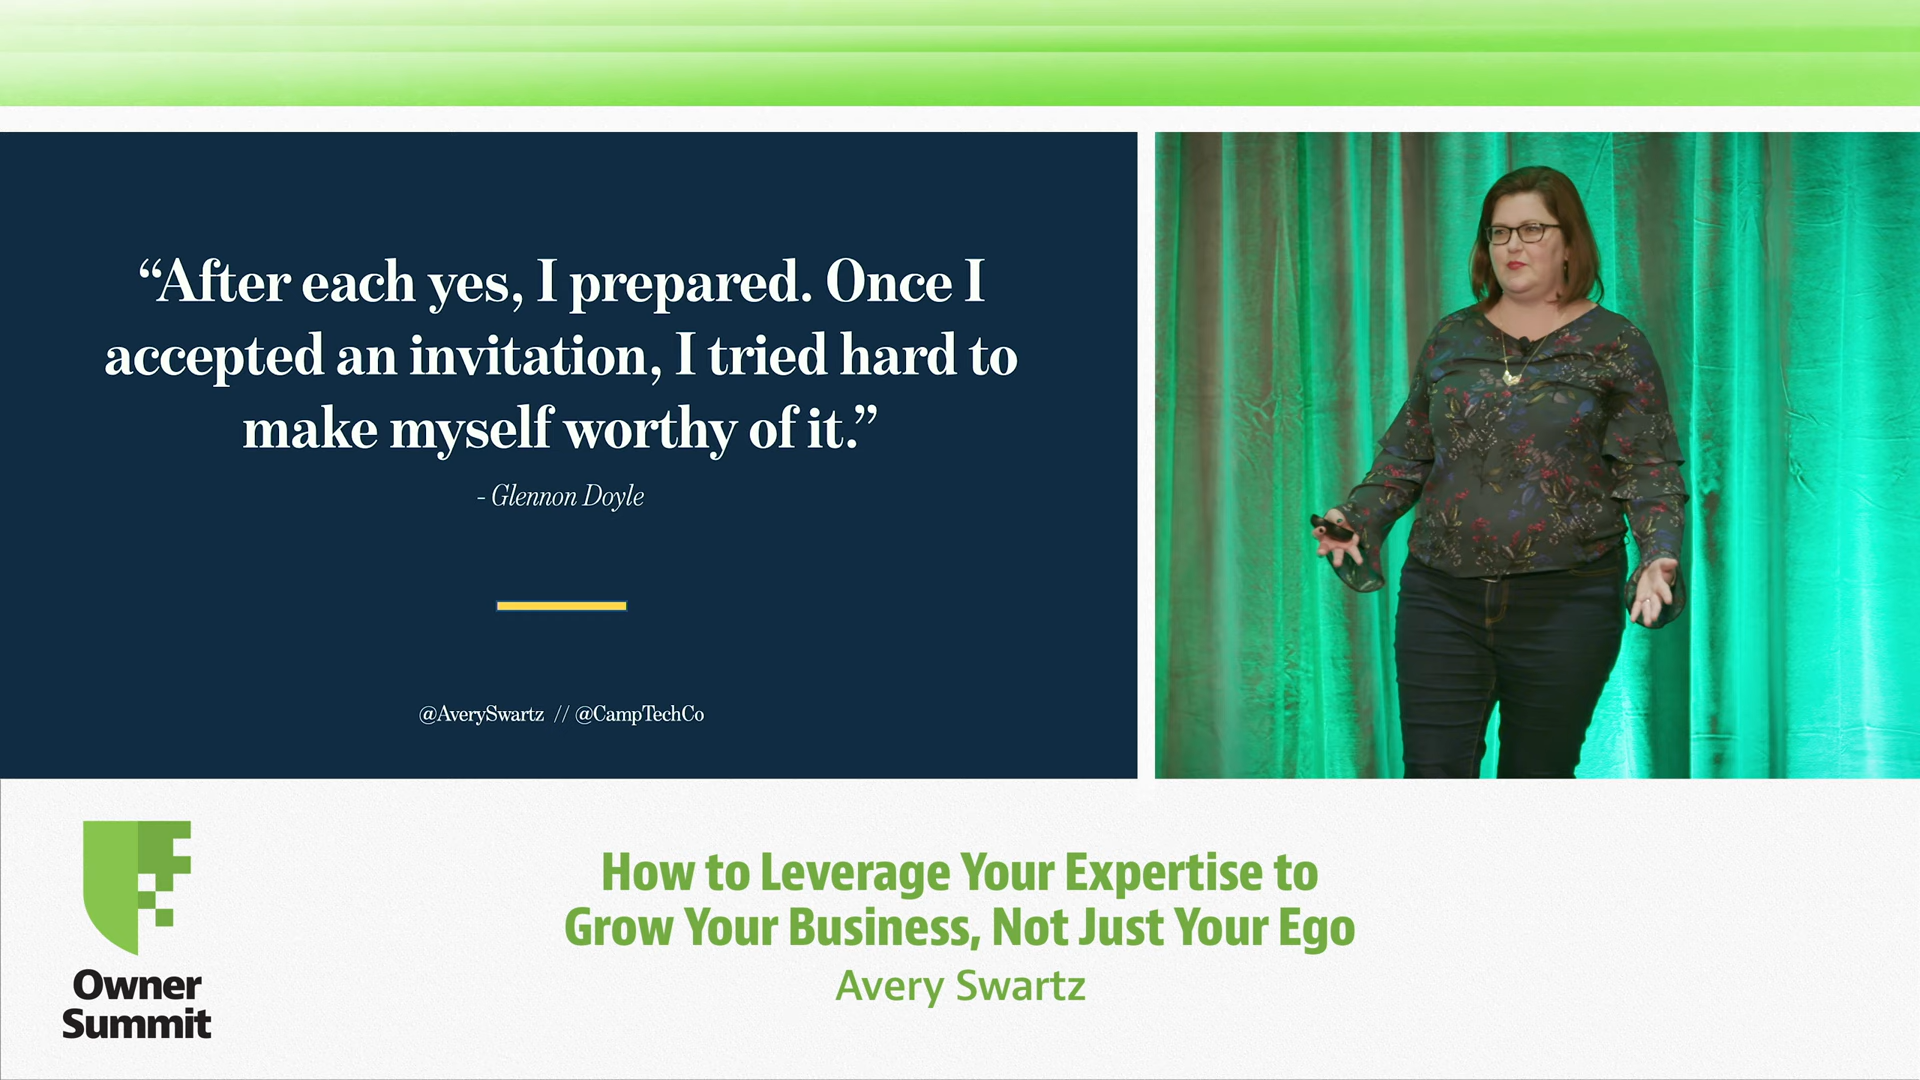 “After each yes, I prepared. Once I
accepted an invitation, I tried hard to
make myself worthy of it.”
- Glennon Doyle
@AverySwartz // @CampTechCo
Owner
Summit
How to Leverage Your Expertise to
Grow Your Business, Not Just Your Ego
Avery Swartz